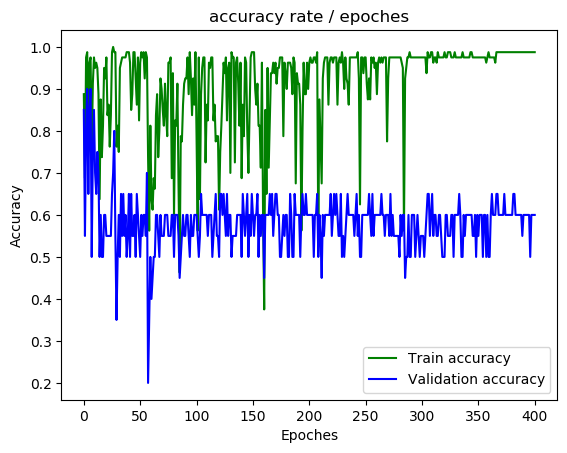 accuracy rate / epoches
1.0
0.9
0.8
0.7
0.6
0.5
0.4
0.3
0.2
Accuracy
Train accuracy
Validation accuracy
0 50 100 150 200 250 300 350 400
Epoches